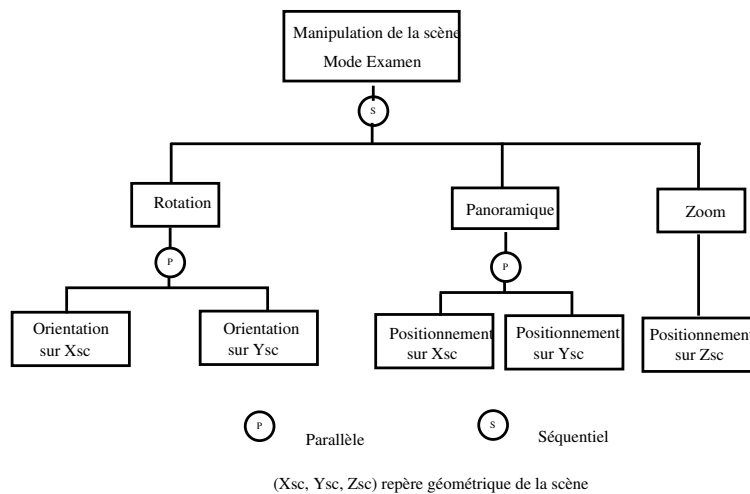 Manipulation de la scène
Mode Examen
S
Rotation
Panoramique
Zoom
P
P
Orientation
sur Xsc
Orientation
sur Ysc
Positionnement
sur Xsc
Positionnement
sur Ysc
Positionnement
sur Zsc
P
Parallèle
S
Séquentiel
(Xsc, Ysc, Zsc) repère géométrique de la scène